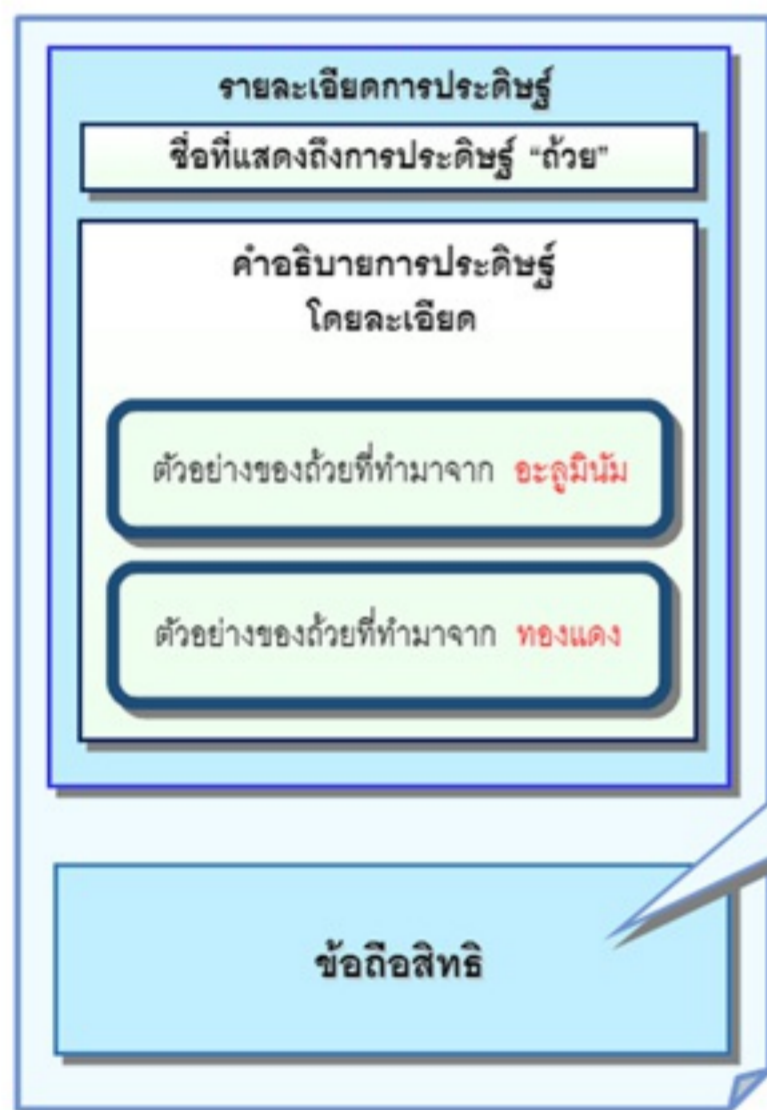 รายละเอียดการประดิษฐ์
ชื่อที่แสดงถึงการประดิษฐ์ “ถ้วย”
คำอธิบายการประดิษฐ์
โดยละเอียด
ตัวอย่างของถ้วยที่ทำมาจาก อะลูมินัม
ตัวอย่างของถ้วยที่ทำมาจาก ทองแดง
ข้อถือสิทธิ